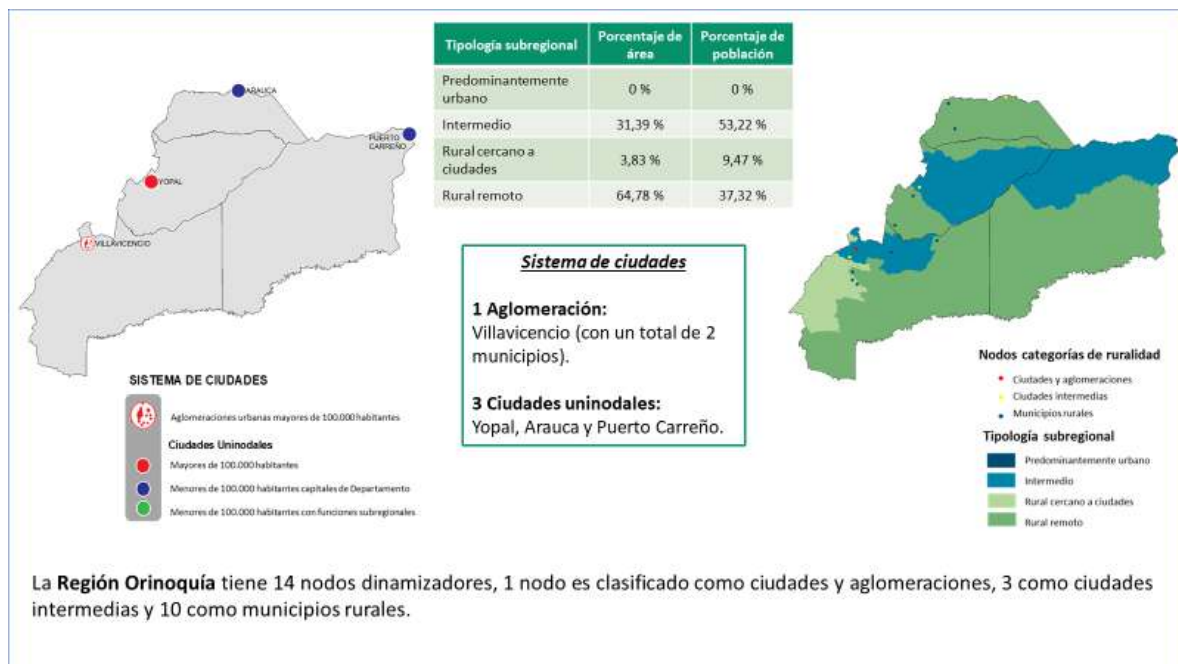 Tipología subregional Porcentaje de área Porcentaje de población
Predominantemente urbano 0 % 0 %
Intermedio 31,39 % 53,22 %
Rural cercano a ciudades 3,83 % 9,47 %
Rural remoto 64,78 % 37,32 %
ARAUCA
PUERTO
CARREÑO
YOPAL
VILLAVICENCIO
SISTEMA DE CIUDADES
Aglomeraciones urbanas mayores de 100.000 habitantes
Ciudades Uninodales
Mayores de 100.000 habitantes
Menores de 100.000 habitantes capitales de Departamento
Menores de 100.000 habitantes con funciones subregionales
Sistema de ciudades
1 Aglomeración:
Villavicencio (con un total de 2
municipios).
3 Ciudades uninodales:
Yopal, Arauca y Puerto Carreño.
Nodos categorías de ruralidad
Ciudades y aglomeraciones
Ciudades intermedias
Municipios rurales
Tipología subregional
Predominantemente urbano
Intermedio
Rural cercano a ciudades
Rural remoto
La Región Orinoquía tiene 14 nodos dinamizadores, 1 nodo es clasificado como ciudades y aglomeraciones, 3 como ciudades
intermedias y 10 como municipios rurales.